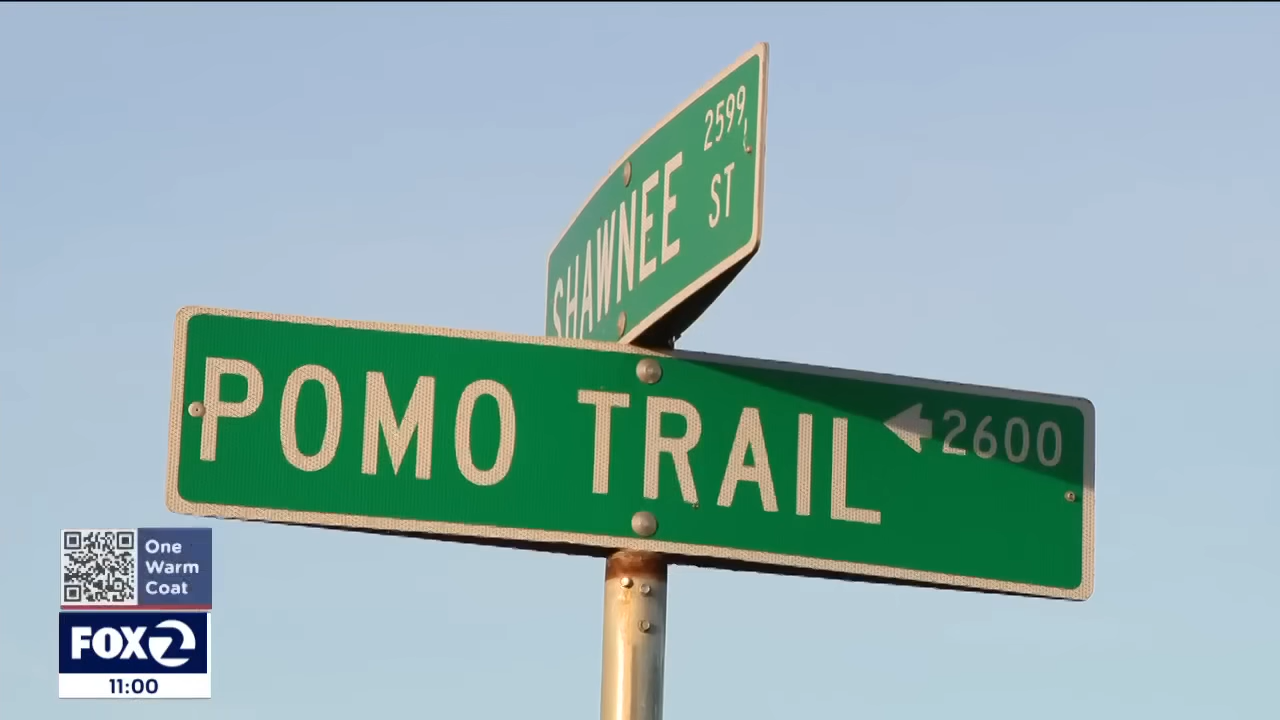 2599
SHAWNEE ST
POMO TRAIL 2600
One
Warm
Coat
FOX 2
11:00